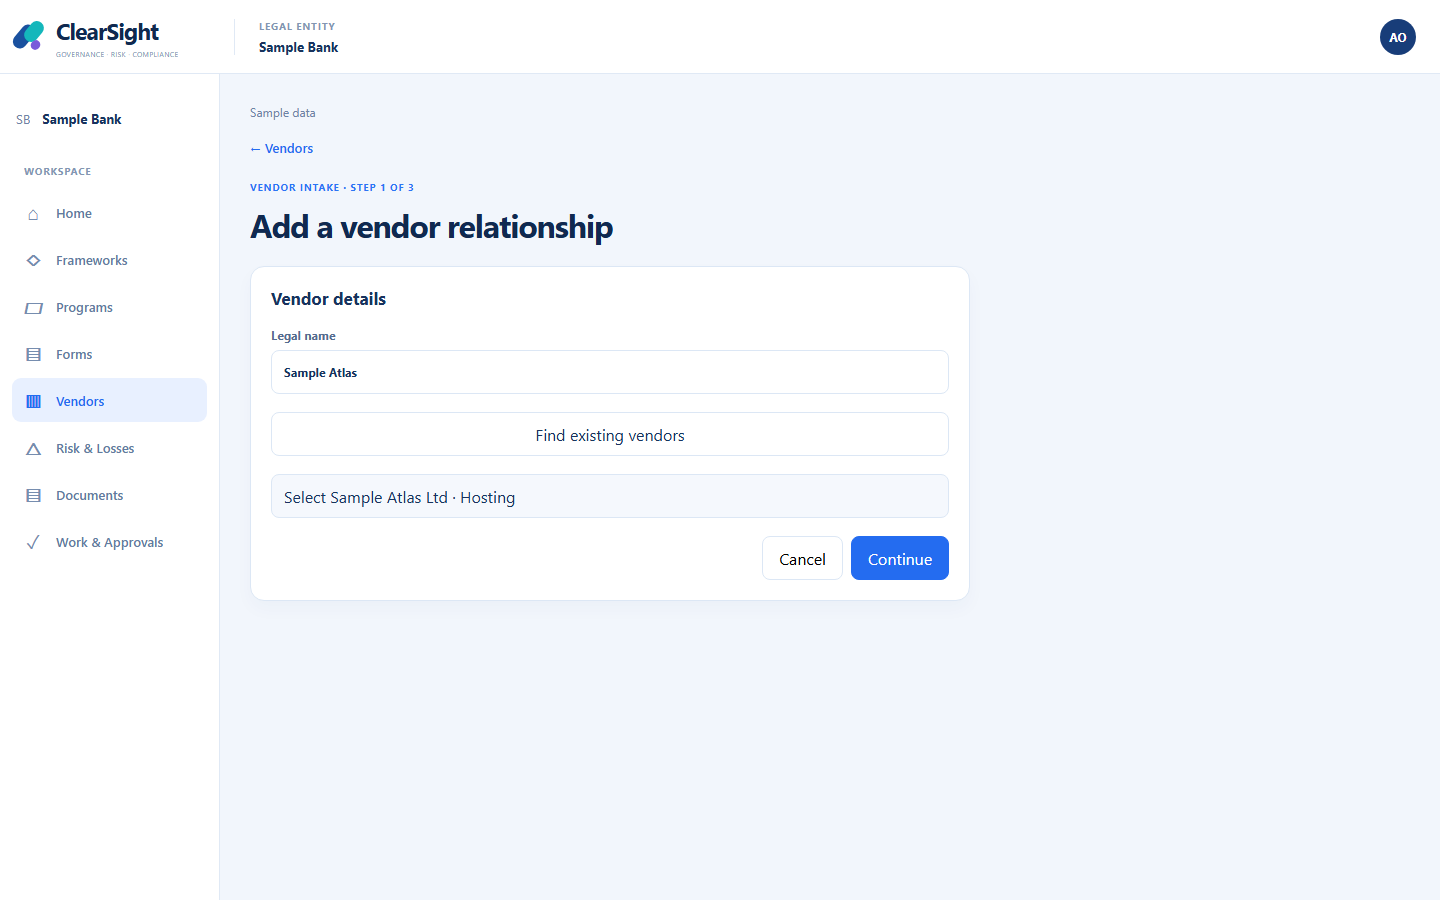 ClearSight
GOVERNANCE · RISK · COMPLIANCE
LEGAL ENTITY
Sample Bank
AO
SB Sample Bank
WORKSPACE
Home
Frameworks
Programs
Forms
Vendors
Risk & Losses
Documents
Work & Approvals
Sample data
← Vendors
VENDOR INTAKE · STEP 1 OF 3
Add a vendor relationship
Vendor details
Legal name
Sample Atlas
Find existing vendors
Select Sample Atlas Ltd · Hosting
Cancel
Continue